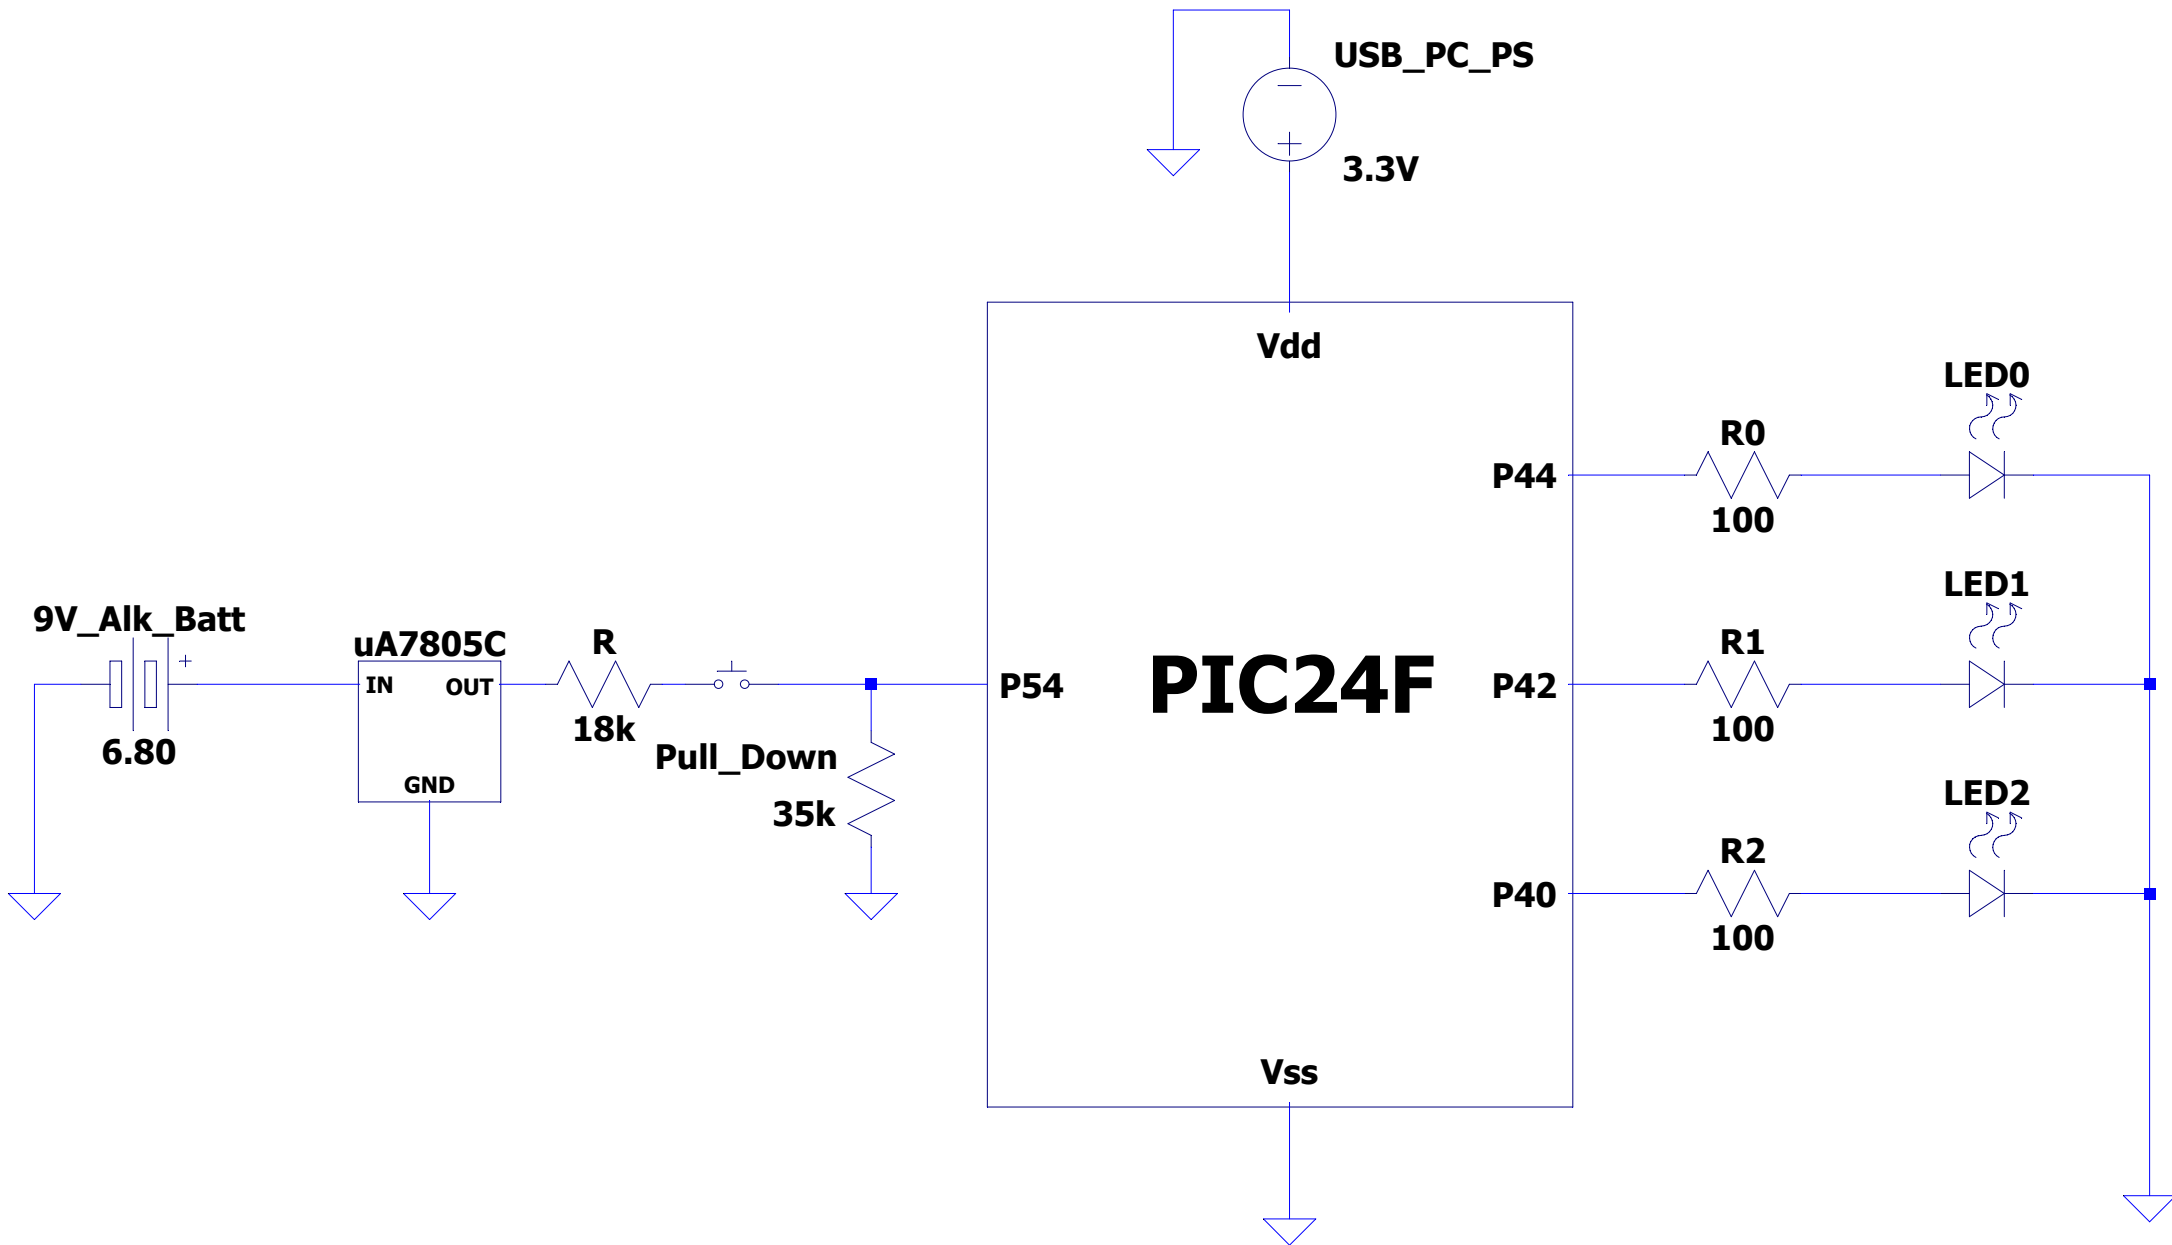 USB_PC_PS
3.3V
Vdd
LED0
R0
P44
100
LED1
9V_Alk_Batt
uA7805C
R
R1
IN
OUT
P54
PIC24F
P42
18k
100
6.80
Pull_Down
GND
LED2
35k
R2
P40
100
Vss